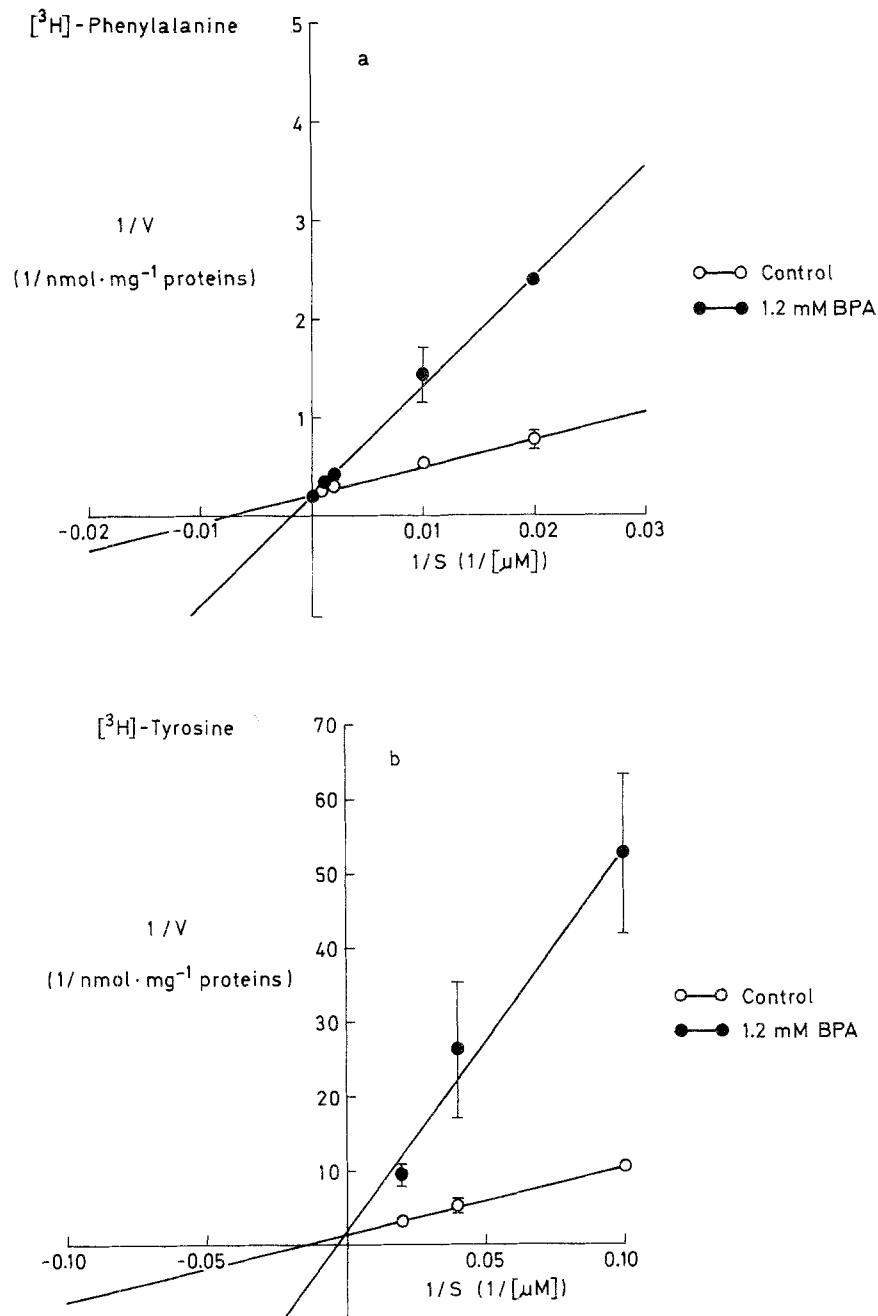 [³H]-Phenylalanine
5
a
4
3
1/V
(1/nmol·mg⁻¹ proteins)
Control
1.2 mM BPA
2
1
-0.02
-0.01
0.01
0.02
0.03
1/S (1/[µM])
[³H]-Tyrosine
70
b
60
50
1/V
(1/nmol·mg⁻¹ proteins)
40
Control
1.2 mM BPA
30
20
10
-0.10
-0.05
0.05
0.10
1/S (1/[µM])